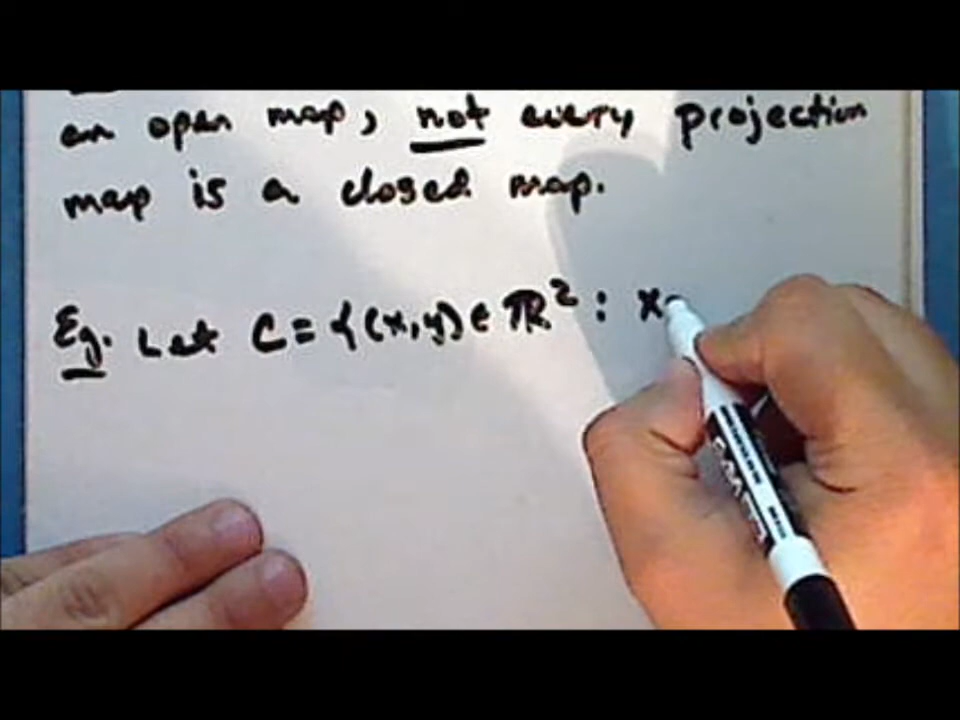 an open map, not every projection
map is a closed map.
Eg. Let C = {(x,y) ∈ ℝ² : x